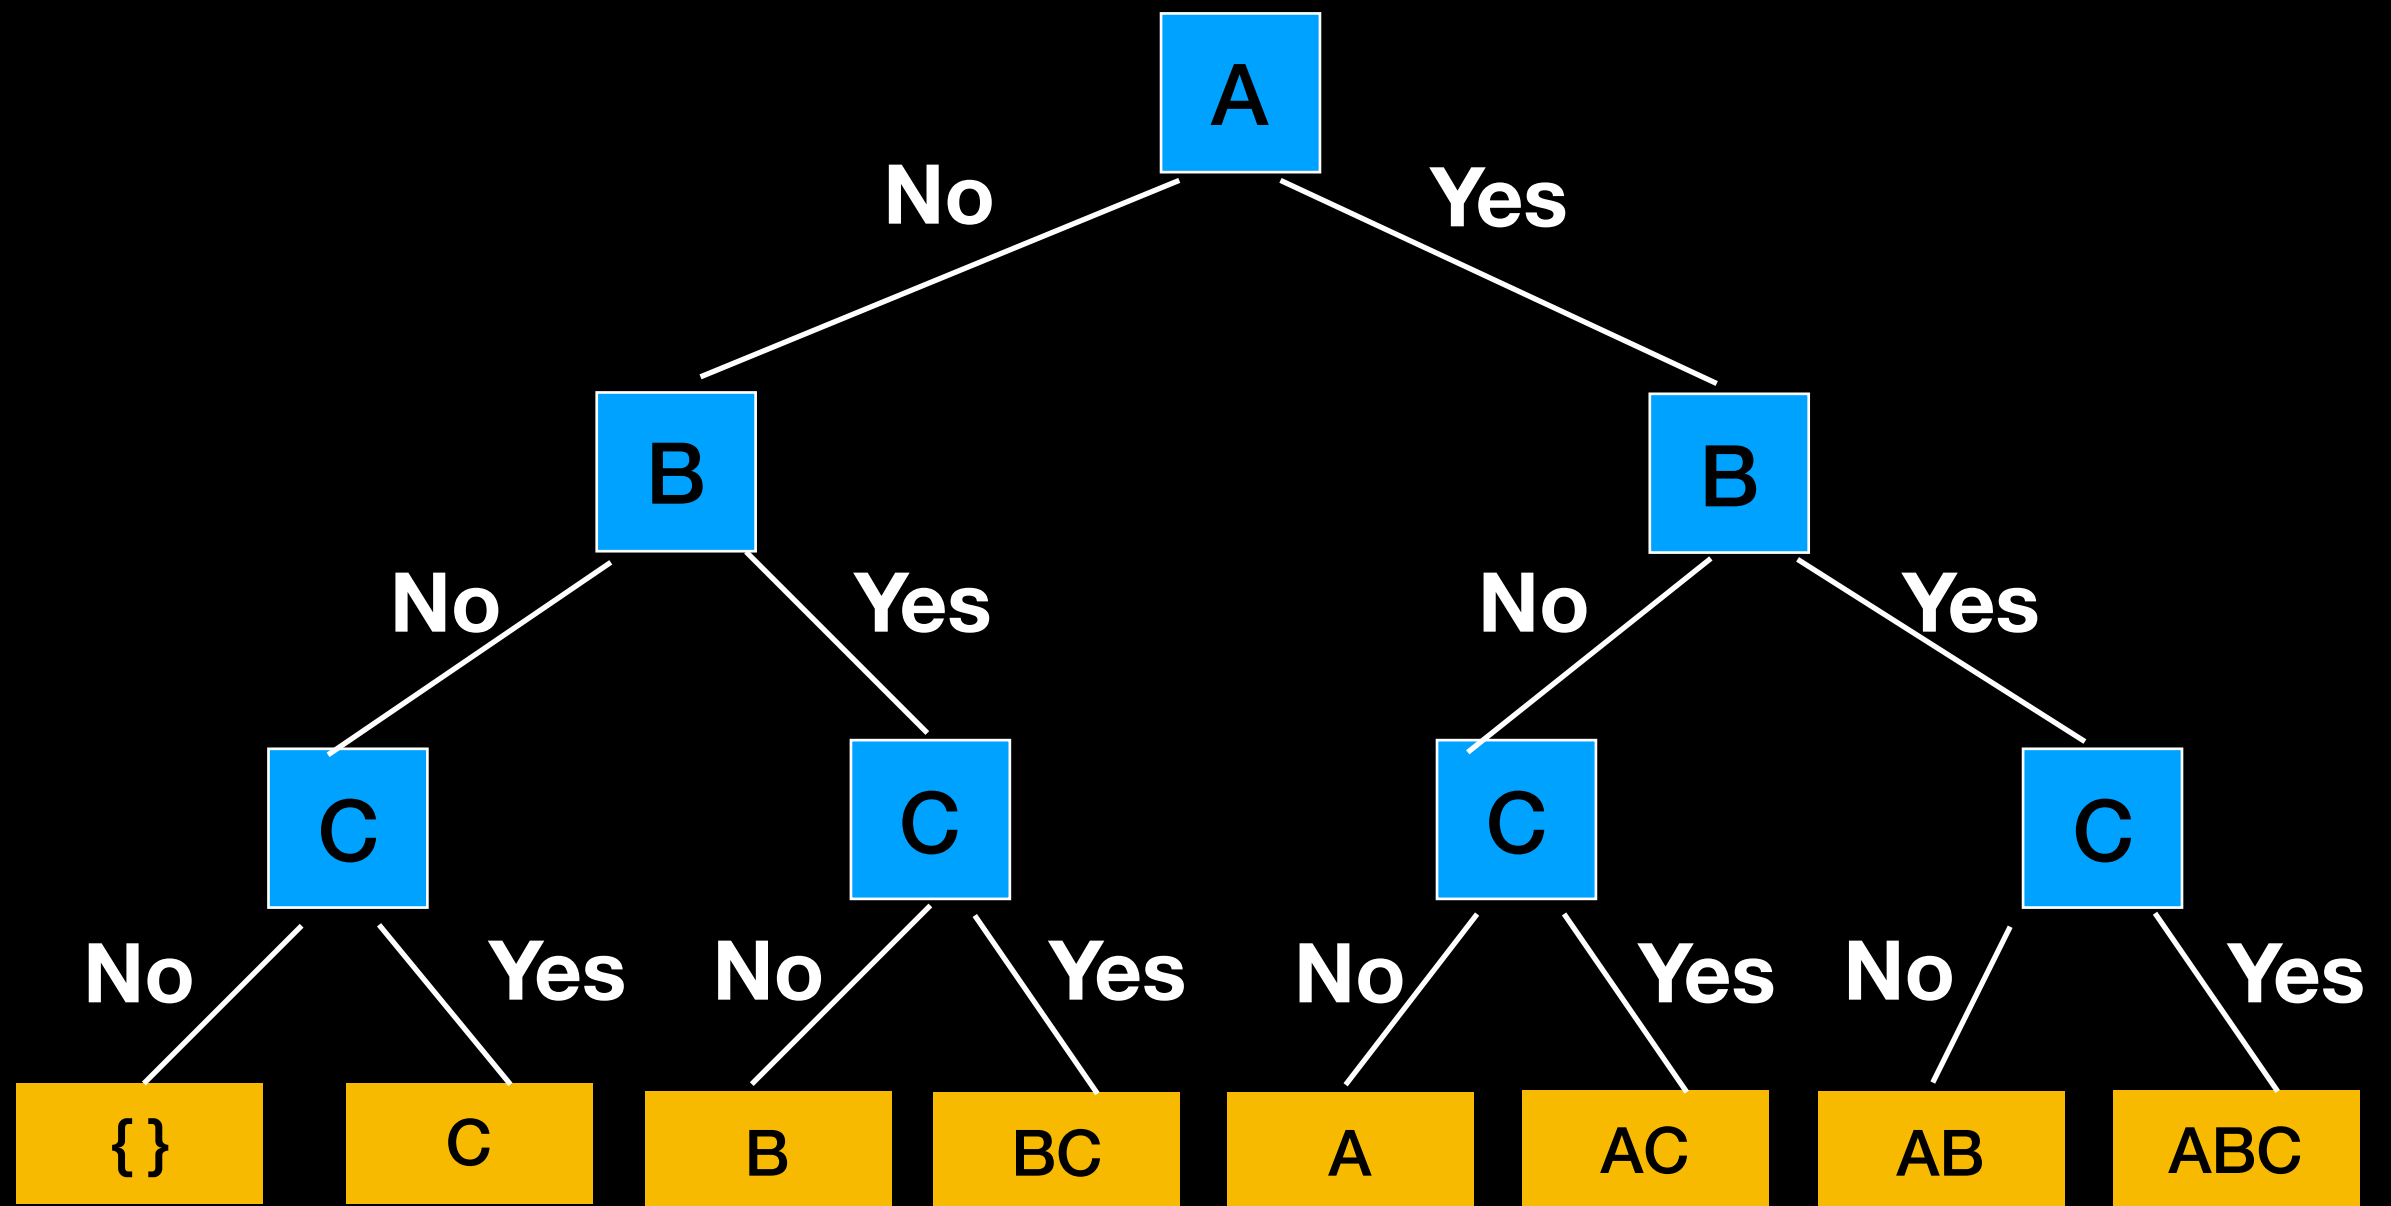 A
No
Yes
B
B
No
Yes
No
Yes
C
C
C
C
No
Yes
No
Yes
No
Yes
No
Yes
{ }
C
B
BC
A
AC
AB
ABC